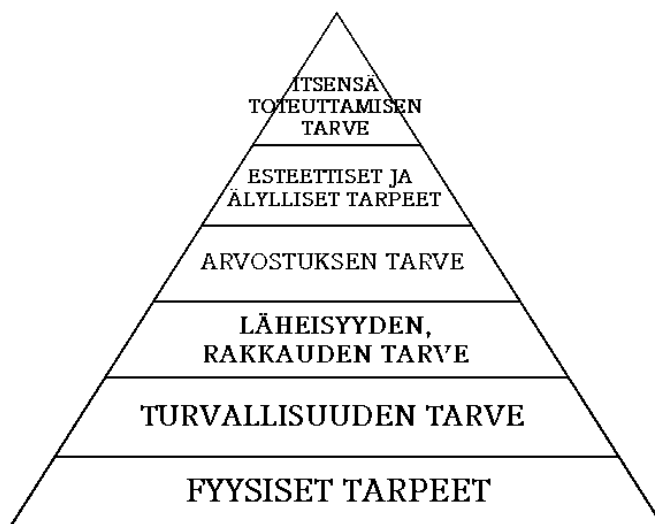 ITSENSÄ
TOTEUTTAMISEN
TARVE
ESTEETTISET JA
ÄLYLLISET TARPEET
ARVOSTUKSEN TARVE
LÄHEISYYDEN,
RAKKAUDEN TARVE
TURVALLISUUDEN TARVE
FYYSISET TARPEET